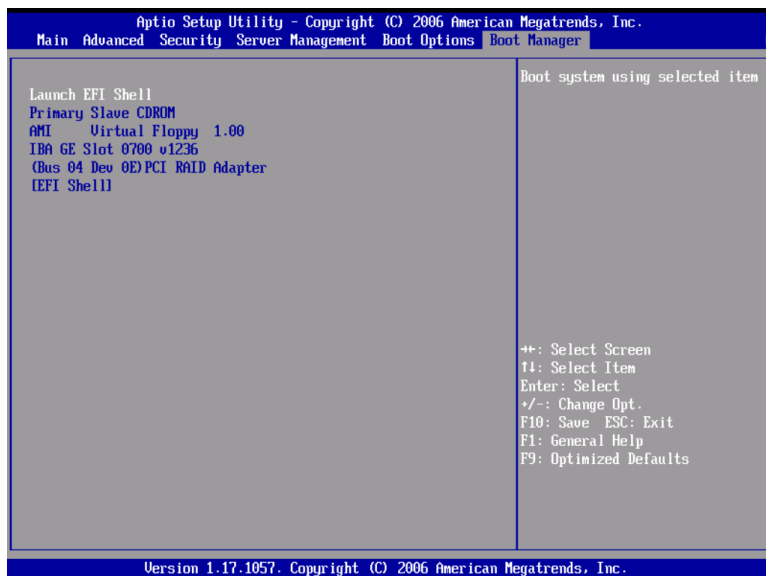 Aptio Setup Utility - Copyright (C) 2006 American Megatrends, Inc.
Main Advanced Security Server Management Boot Options Boot Manager
Boot system using selected item
Launch EFI Shell
Primary Slave CDROM
AMI Virtual Floppy 1.00
IBA GE Slot 0700 v1236
(Bus 04 Dev 0E)PCI RAID Adapter
[EFI Shell]
→←: Select Screen
↑↓: Select Item
Enter: Select
+/-: Change Opt.
F10: Save ESC: Exit
F1: General Help
F9: Optimized Defaults
Version 1.17.1057. Copyright (C) 2006 American Megatrends, Inc.